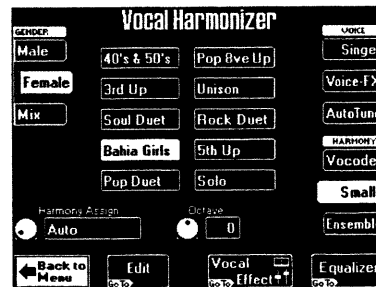 Vocal Harmonizer
GENDER
Male
Female
Mix
40's & 50's
Pop 8ve Up
3rd Up
Unison
Soul Duet
Rock Duet
Bahia Girls
5th Up
Pop Duet
Solo
VOICE
Singe
Voice-FX
AutoTune
HARMONY
Vocode
Small
Ensembl
Harmony Assign
Auto
Octave
0
Back to
Menu
Edit
Go To
Vocal
Effect
Go To
Equalizer
Go To